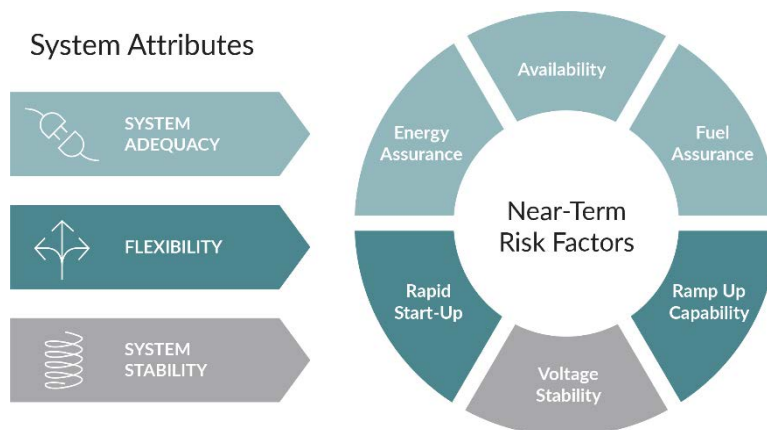 System Attributes
SYSTEM
ADEQUACY
FLEXIBILITY
SYSTEM
STABILITY
Availability
Energy
Assurance
Fuel
Assurance
Near-Term
Risk Factors
Rapid
Start-Up
Ramp Up
Capability
Voltage
Stability